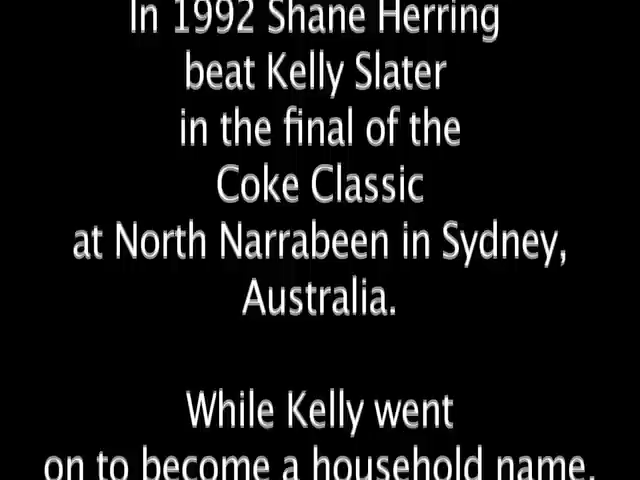 In 1992 Shane Herring
beat Kelly Slater
in the final of the
Coke Classic
at North Narrabeen in Sydney,
Australia.
While Kelly went
on to become a household name,